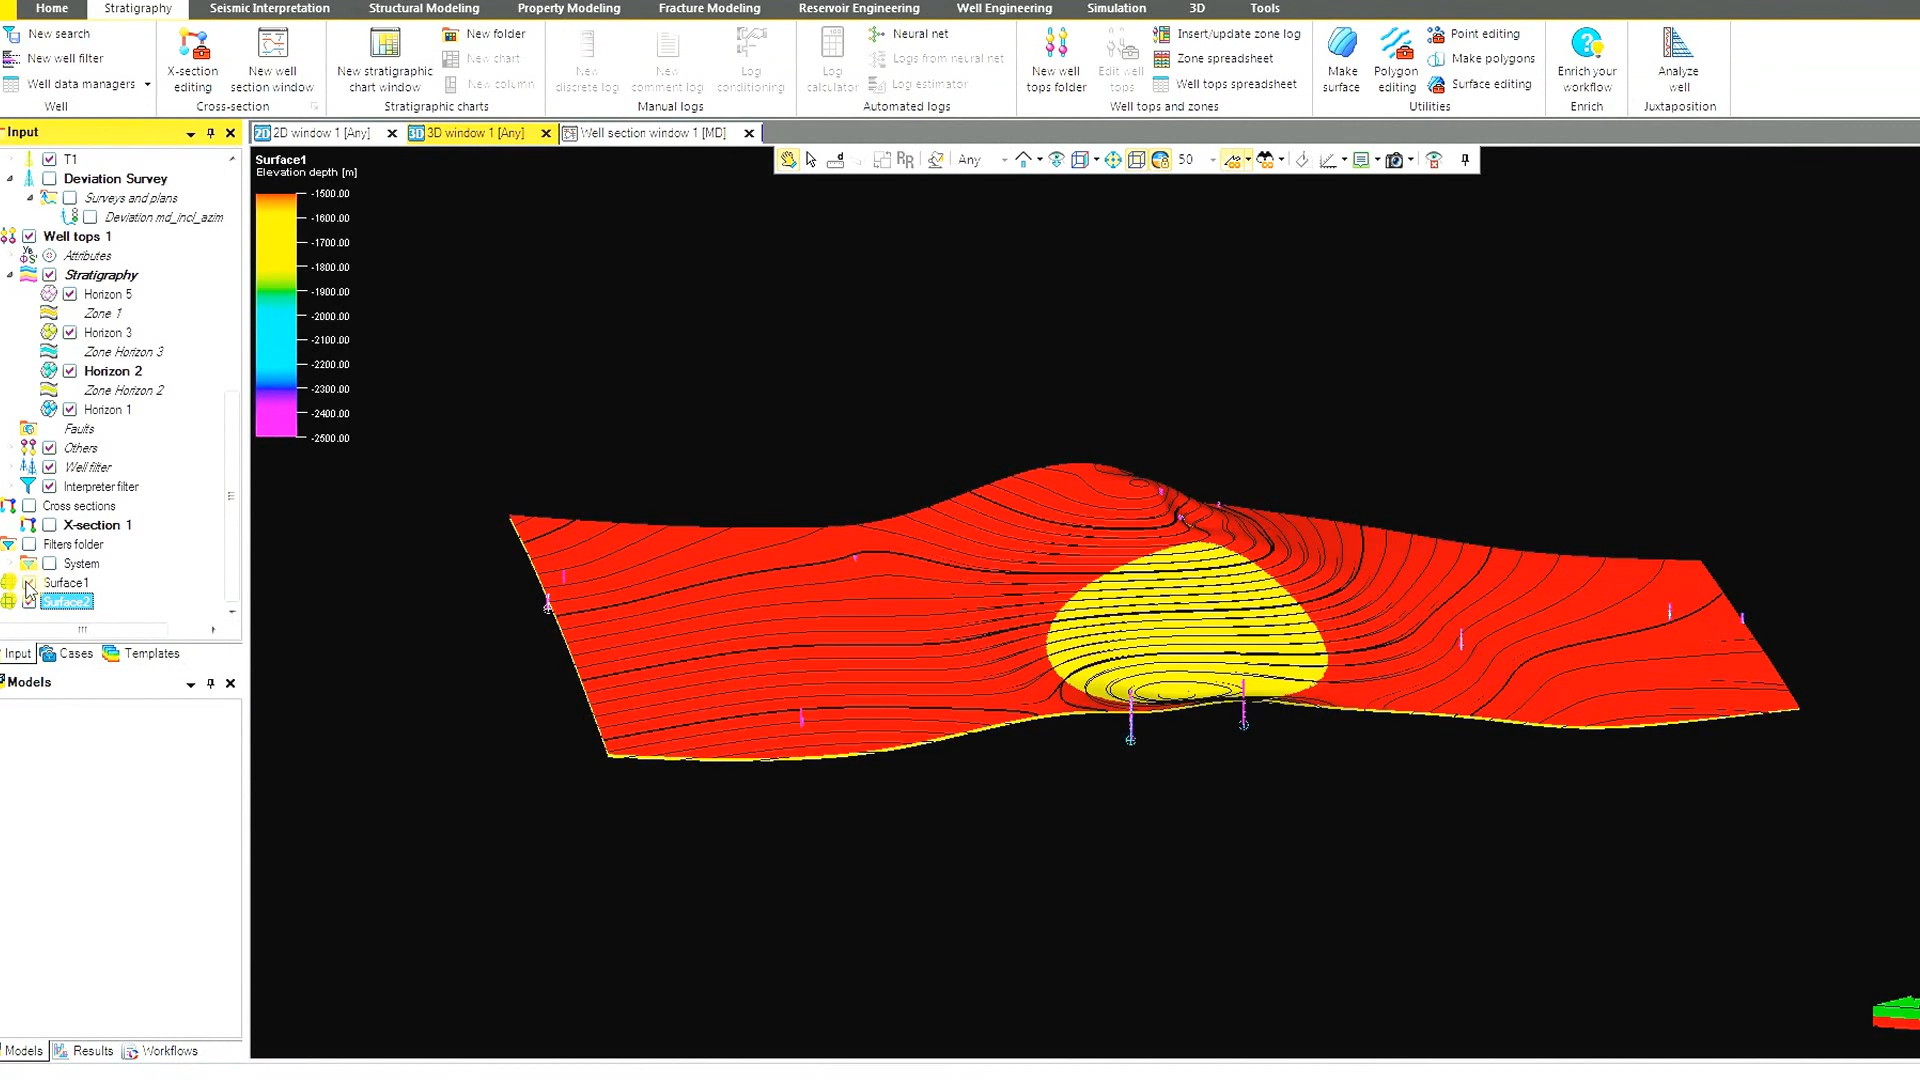 Home Stratigraphy Seismic Interpretation Structural Modeling Property Modeling Fracture Modeling Reservoir Engineering Well Engineering Simulation 3D Tools
New search
New well filter
Well data managers
Well
X-section editing
New well section window
Cross-section
New stratigraphic chart window
New folder
New chart
New column
Stratigraphic charts
New discrete log
New comment log
Log conditioning
Manual logs
Log calculator
Neural net
Logs from neural net
Log estimator
Automated logs
New well tops folder
Edit well tops
Insert/update zone log
Zone spreadsheet
Well tops spreadsheet
Well tops and zones
Make surface
Polygon editing
Point editing
Make polygons
Surface editing
Utilities
Enrich your workflow
Enrich
Analyze well
Juxtaposition
Input
2D 2D window 1 [Any]
3D 3D window 1 [Any]
Well section window 1 [MD]
Any
50
T1
Deviation Survey
Surveys and plans
Deviation md_incl_azim
Well tops 1
Attributes
Stratigraphy
Horizon 5
Zone 1
Horizon 3
Zone Horizon 3
Horizon 2
Zone Horizon 2
Horizon 1
Faults
Others
Well filter
Interpreter filter
Cross sections
X-section 1
Filters folder
System
Surface1
Surface2
Input Cases Templates
Models
Models Results Workflows
Surface1
Elevation depth [m]
-1500.00
-1600.00
-1700.00
-1800.00
-1900.00
-2000.00
-2100.00
-2200.00
-2300.00
-2400.00
-2500.00